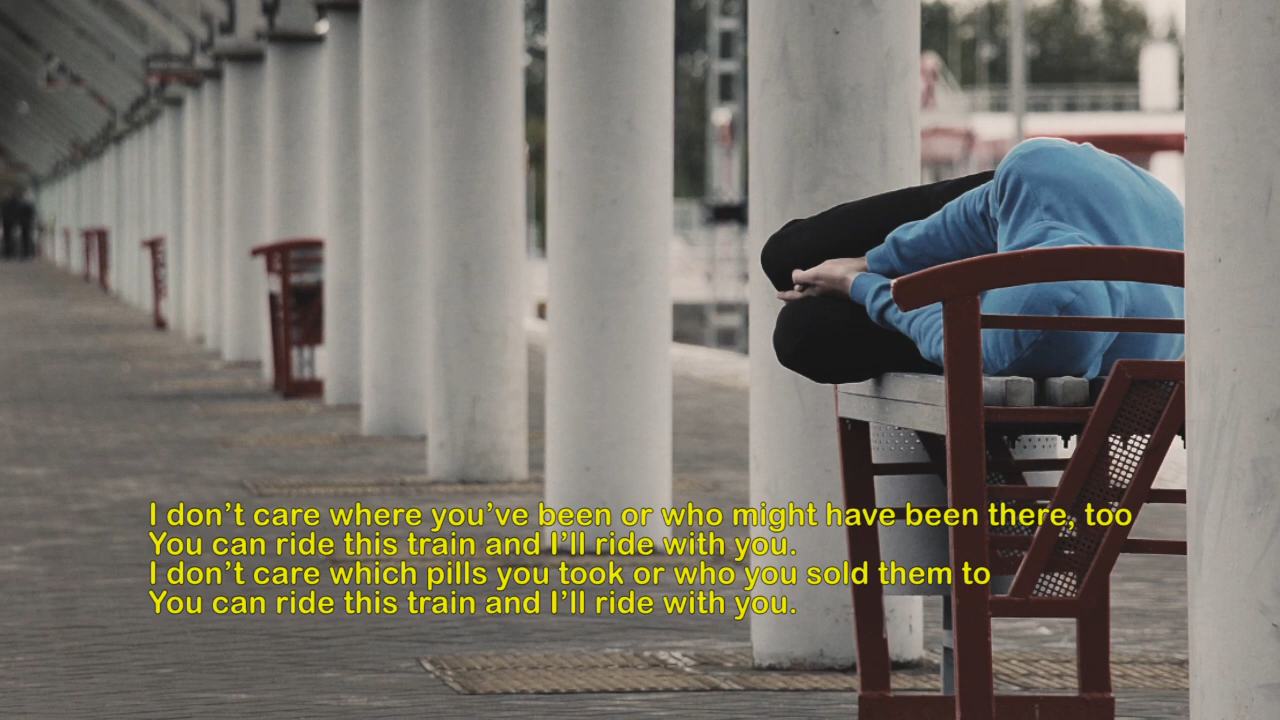 I don’t care where you’ve been or who might have been there, too
You can ride this train and I’ll ride with you.
I don’t care which pills you took or who you sold them to
You can ride this train and I’ll ride with you.